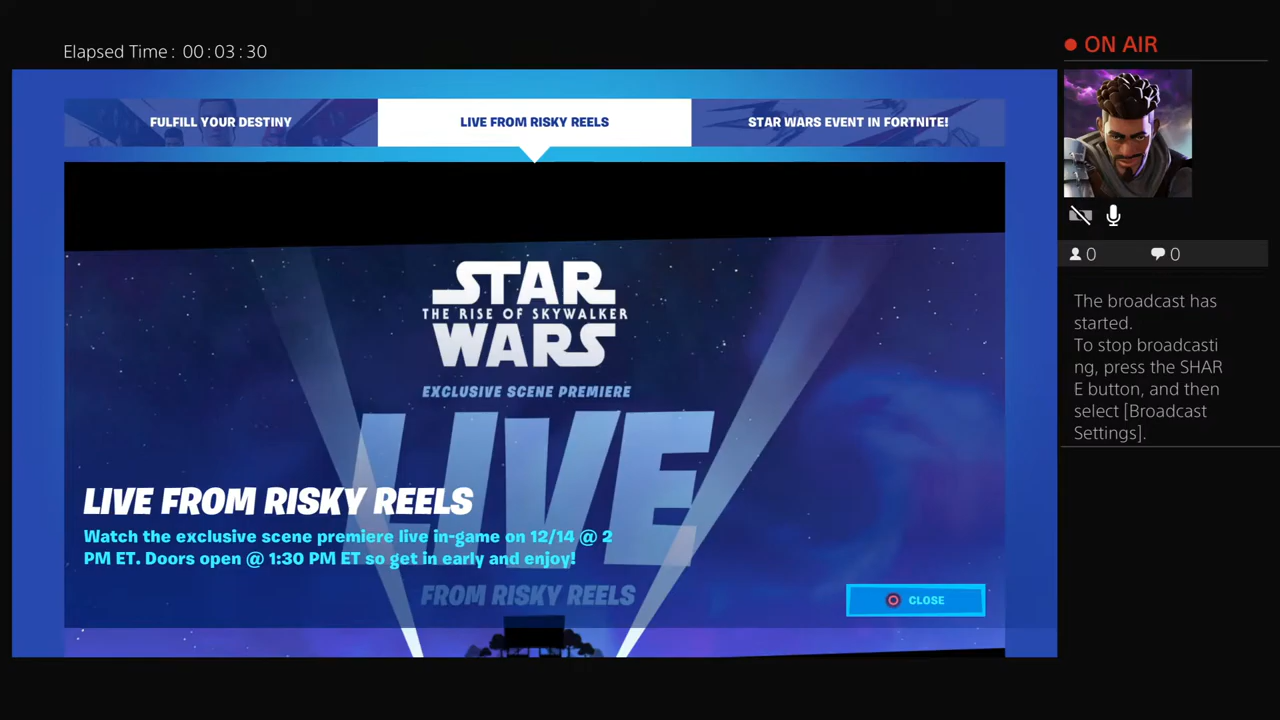 Elapsed Time : 00 : 03 : 30
ON AIR
FULFILL YOUR DESTINY
LIVE FROM RISKY REELS
STAR WARS EVENT IN FORTNITE!
STAR
THE RISE OF SKYWALKER
WARS
EXCLUSIVE SCENE PREMIERE
LIVE
FROM RISKY REELS
LIVE FROM RISKY REELS
Watch the exclusive scene premiere live in-game on 12/14 @ 2
PM ET. Doors open @ 1:30 PM ET so get in early and enjoy!
CLOSE
0
0
The broadcast has
started.
To stop broadcasti
ng, press the SHAR
E button, and then
select [Broadcast
Settings].